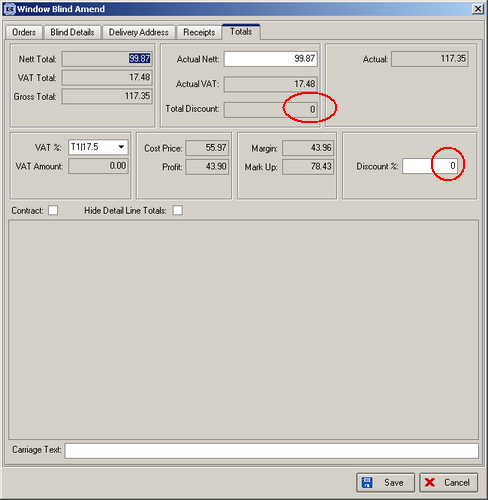 Window Blind Amend
Orders Blind Details Delivery Address Receipts Totals
Nett Total: 99.87 Actual Nett: 99.87 Actual: 117.35
VAT Total: 17.48 Actual VAT: 17.48
Gross Total: 117.35 Total Discount: 0
VAT %: T1|17.5 Cost Price: 55.97 Margin: 43.96 Discount %: 0
VAT Amount: 0.00 Profit: 43.90 Mark Up: 78.43
Contract: Hide Detail Line Totals:
Carriage Text:
Save Cancel